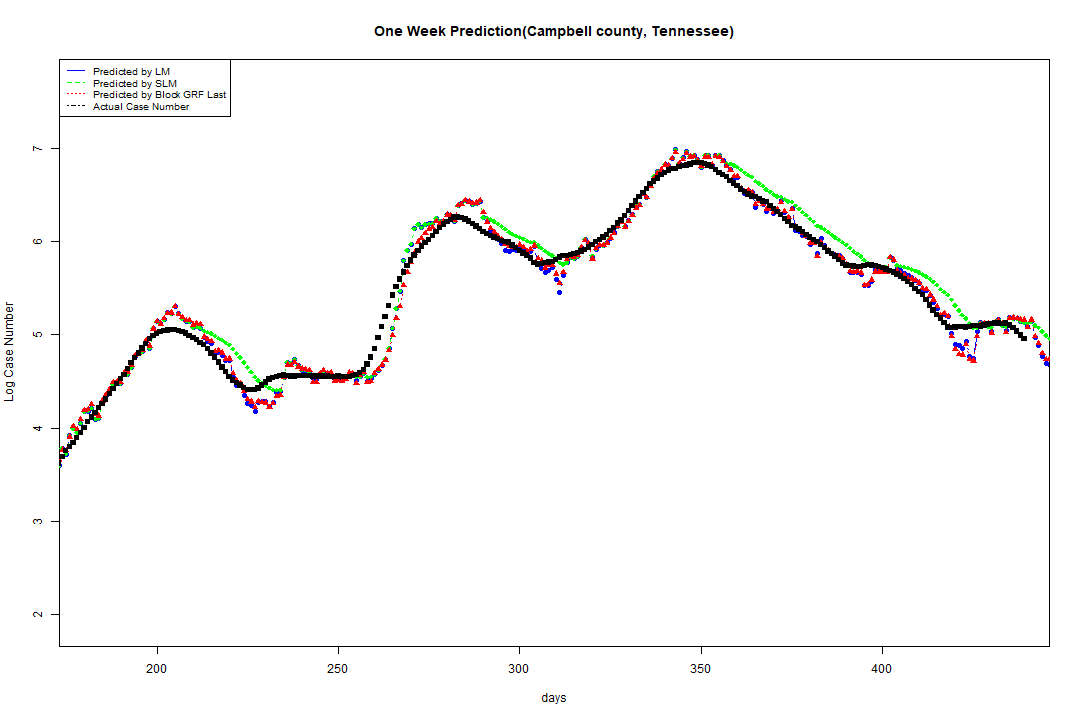 One Week Prediction(Campbell county, Tennessee)
Predicted by LM
Predicted by SLM
Predicted by Block GRF Last
Actual Case Number
Log Case Number
7
6
5
4
3
2
200 250 300 350 400
days